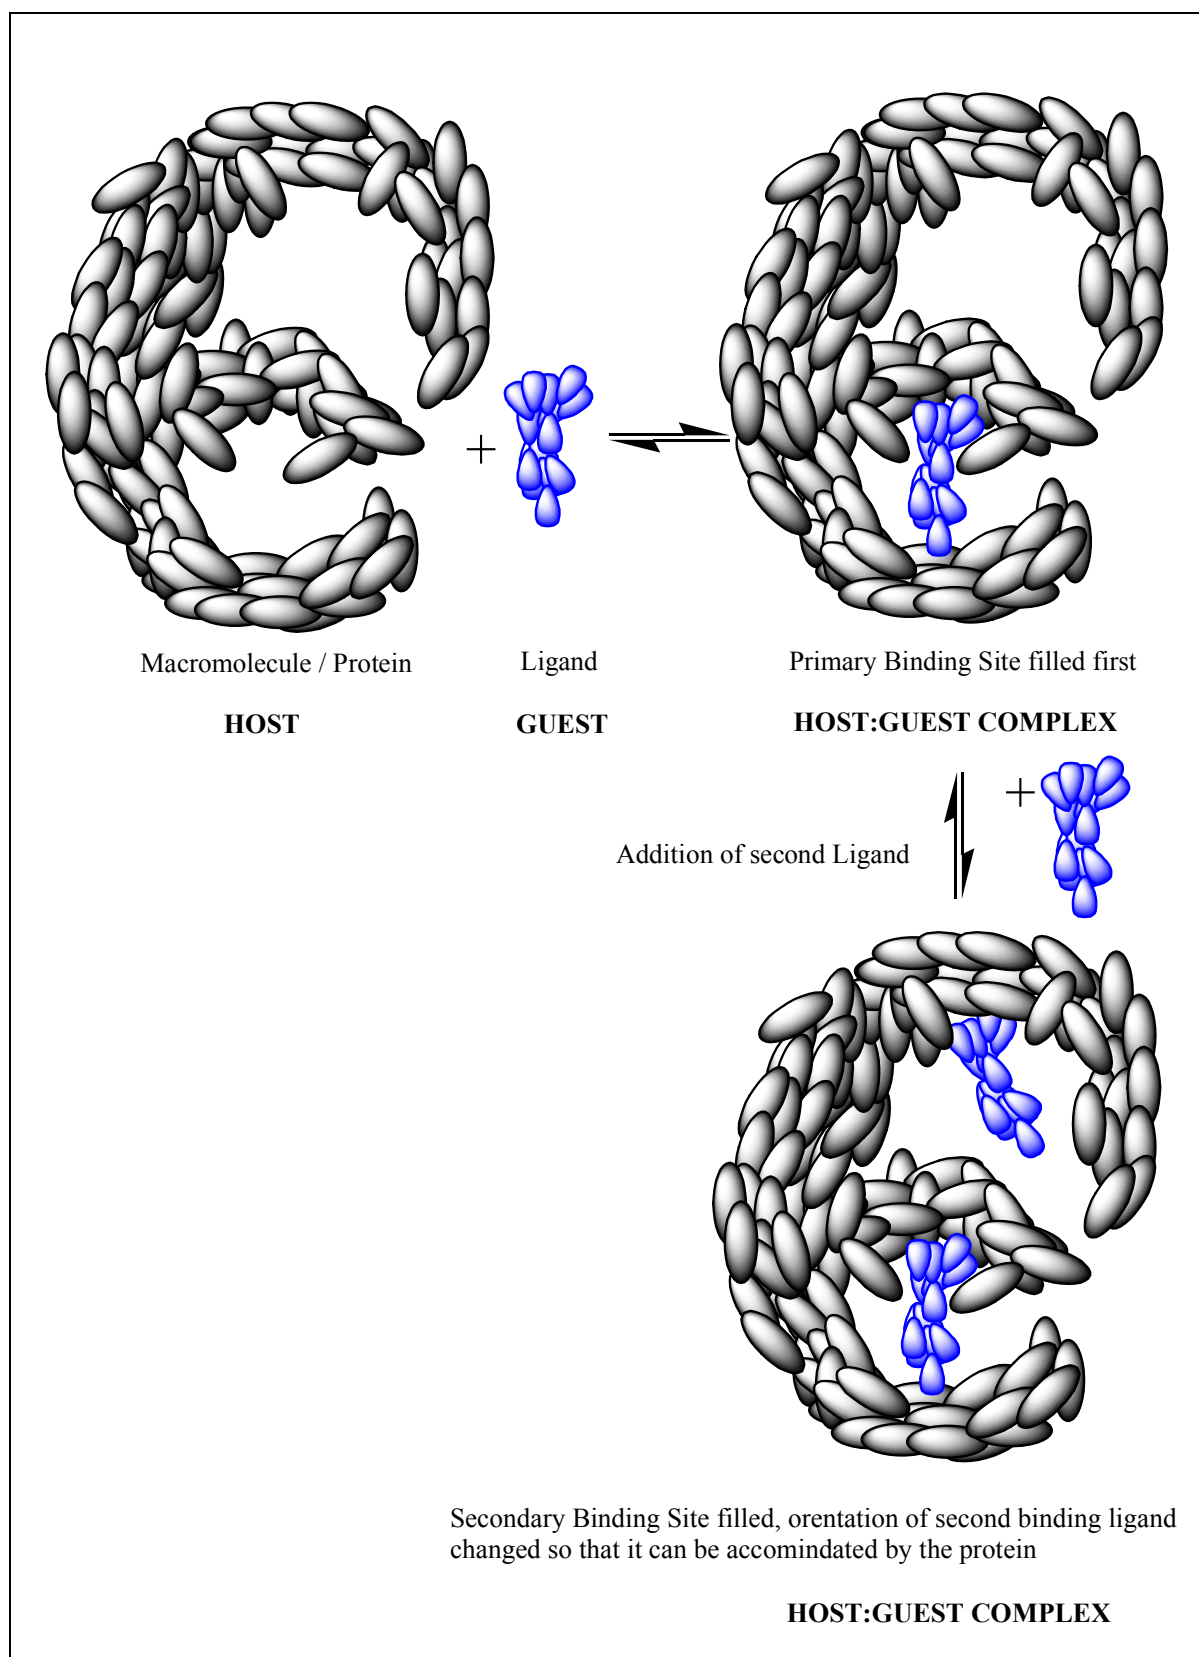 +
Macromolecule / Protein
Ligand
Primary Binding Site filled first
HOST
GUEST
HOST:GUEST COMPLEX
+
Addition of second Ligand
Secondary Binding Site filled, orentation of second binding ligand
changed so that it can be accomindated by the protein
HOST:GUEST COMPLEX